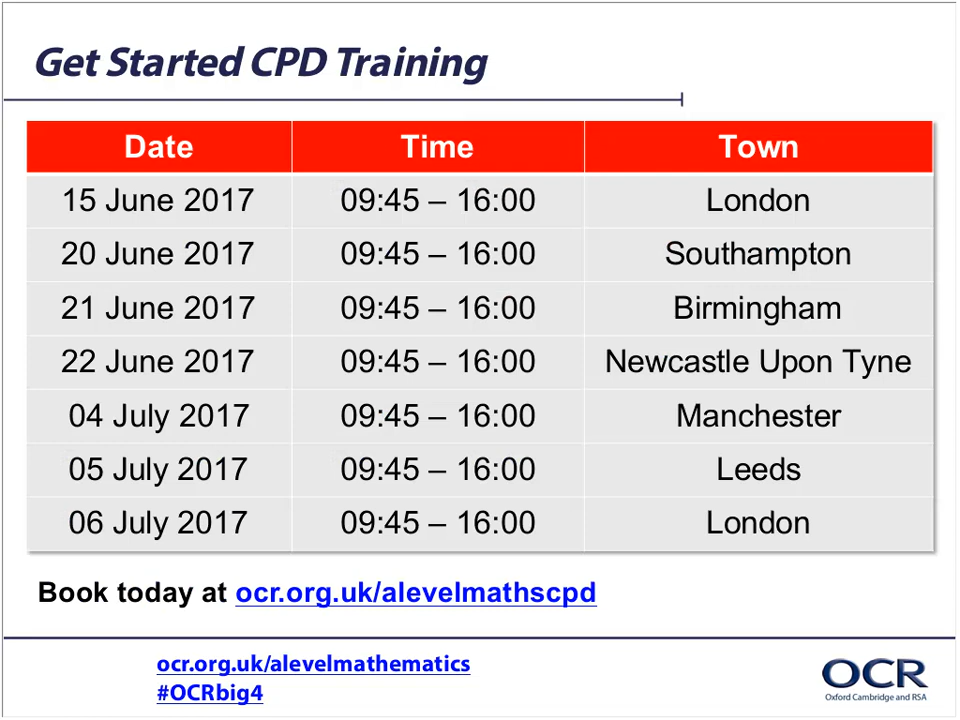 Get Started CPD Training
Date Time Town
15 June 2017 09:45 – 16:00 London
20 June 2017 09:45 – 16:00 Southampton
21 June 2017 09:45 – 16:00 Birmingham
22 June 2017 09:45 – 16:00 Newcastle Upon Tyne
04 July 2017 09:45 – 16:00 Manchester
05 July 2017 09:45 – 16:00 Leeds
06 July 2017 09:45 – 16:00 London
Book today at ocr.org.uk/alevelmathscpd
ocr.org.uk/alevelmathematics
#OCRbig4
OCR
Oxford Cambridge and RSA